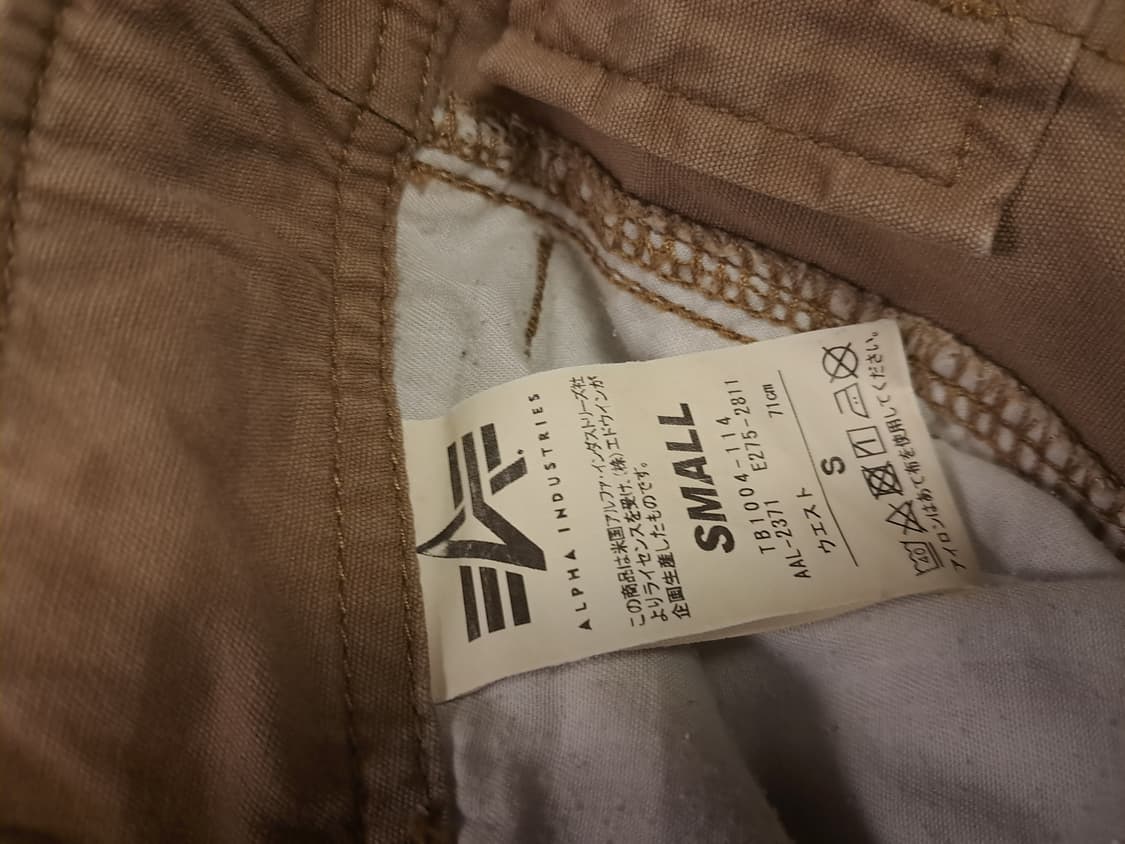 ALPHA INDUSTRIES
この商品は米国アルファ・インダストリーズ社
よりライセンスを受け、(株)エドウィンが
企画生産したものです。
SMALL
TB1004-114
AAL-2371 E275-2811
ウエスト 71cm
S
40
アイロンはあて布を使用してください。